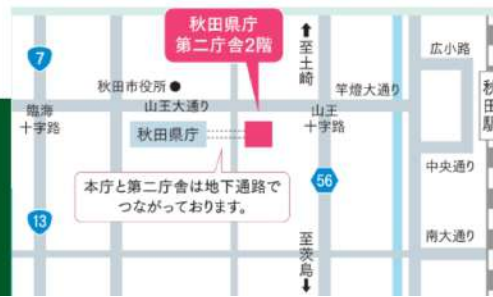 秋田県庁
第二庁舎2階
7
至土崎
広小路
秋田市役所
竿燈大通り
山王大通り
臨海
十字路
山王
十字路
秋田駅
秋田県庁
中央通り
本庁と第二庁舎は地下通路で
つながっております。
56
13
南大通り
至茨島